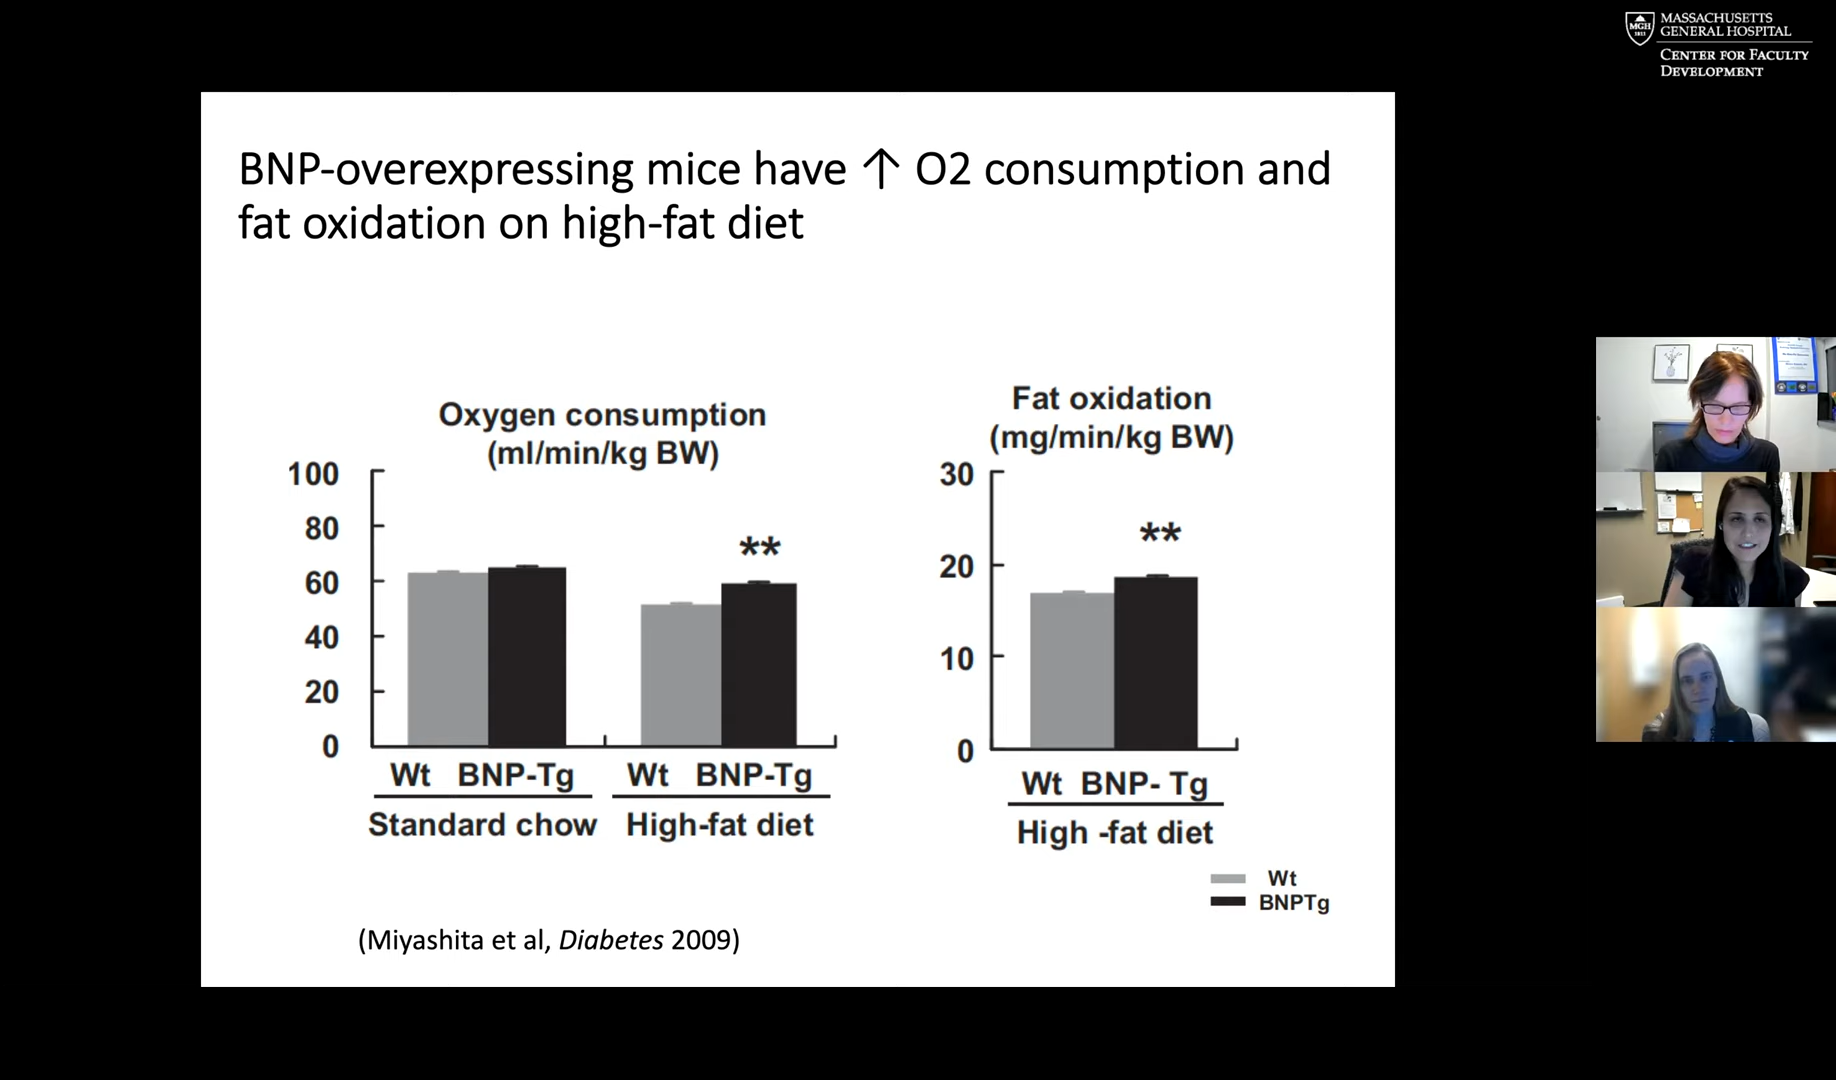 MASSACHUSETTS
GENERAL HOSPITAL
CENTER FOR FACULTY
DEVELOPMENT
MGH
1811
BNP-overexpressing mice have ↑ O2 consumption and
fat oxidation on high-fat diet
Oxygen consumption
(ml/min/kg BW)
100
80
60
40
20
0
**
Wt BNP-Tg Wt BNP-Tg
Standard chow High-fat diet
Fat oxidation
(mg/min/kg BW)
30
20
10
0
**
Wt BNP- Tg
High -fat diet
Wt
BNPTg
(Miyashita et al, Diabetes 2009)